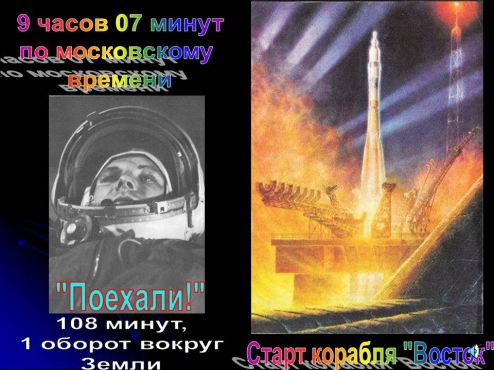 9 часов 07 минут
по московскому
времени
"Поехали!"
108 минут,
1 оборот вокруг
Земли
Старт корабля "Восток"